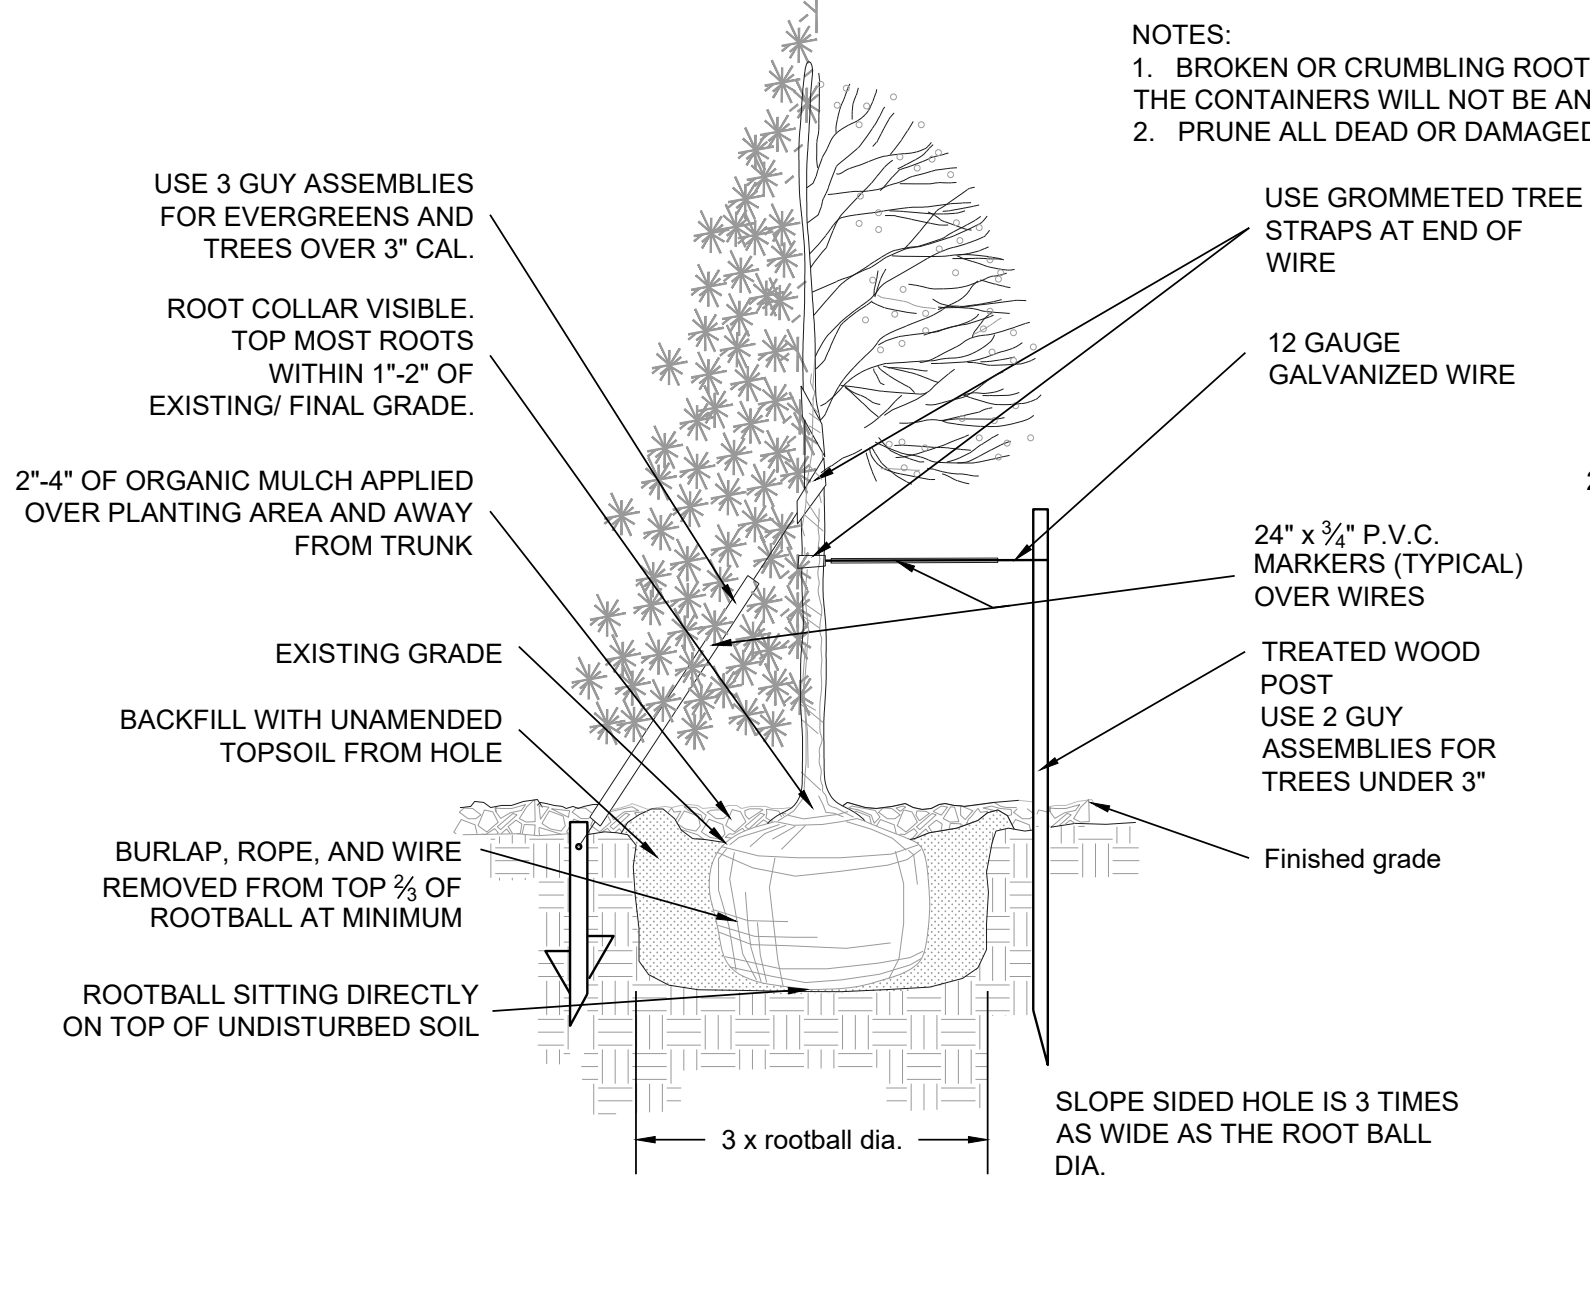 NOTES:
1. BROKEN OR CRUMBLING ROOT
THE CONTAINERS WILL NOT BE AN
2. PRUNE ALL DEAD OR DAMAGED
USE 3 GUY ASSEMBLIES
FOR EVERGREENS AND
TREES OVER 3" CAL.
ROOT COLLAR VISIBLE.
TOP MOST ROOTS
WITHIN 1"-2" OF
EXISTING/ FINAL GRADE.
2"-4" OF ORGANIC MULCH APPLIED
OVER PLANTING AREA AND AWAY
FROM TRUNK
EXISTING GRADE
BACKFILL WITH UNAMENDED
TOPSOIL FROM HOLE
BURLAP, ROPE, AND WIRE
REMOVED FROM TOP ⅔ OF
ROOTBALL AT MINIMUM
ROOTBALL SITTING DIRECTLY
ON TOP OF UNDISTURBED SOIL
USE GROMMETED TREE
STRAPS AT END OF
WIRE
12 GAUGE
GALVANIZED WIRE
24" x ¾" P.V.C.
MARKERS (TYPICAL)
OVER WIRES
TREATED WOOD
POST
USE 2 GUY
ASSEMBLIES FOR
TREES UNDER 3"
Finished grade
3 x rootball dia.
SLOPE SIDED HOLE IS 3 TIMES
AS WIDE AS THE ROOT BALL
DIA.